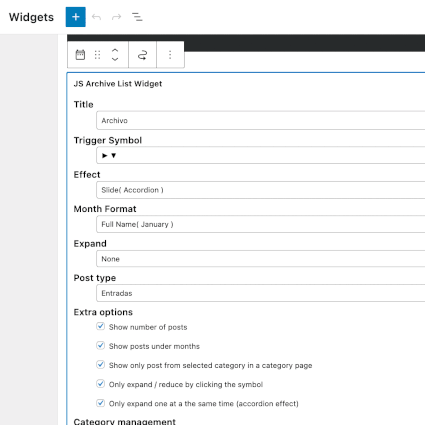 Widgets
JS Archive List Widget
Title
Archivo
Trigger Symbol
► ▼
Effect
Slide( Accordion )
Month Format
Full Name( January )
Expand
None
Post type
Entradas
Extra options
Show number of posts
Show posts under months
Show only post from selected category in a category page
Only expand / reduce by clicking the symbol
Only expand one at a the same time (accordion effect)
Category management